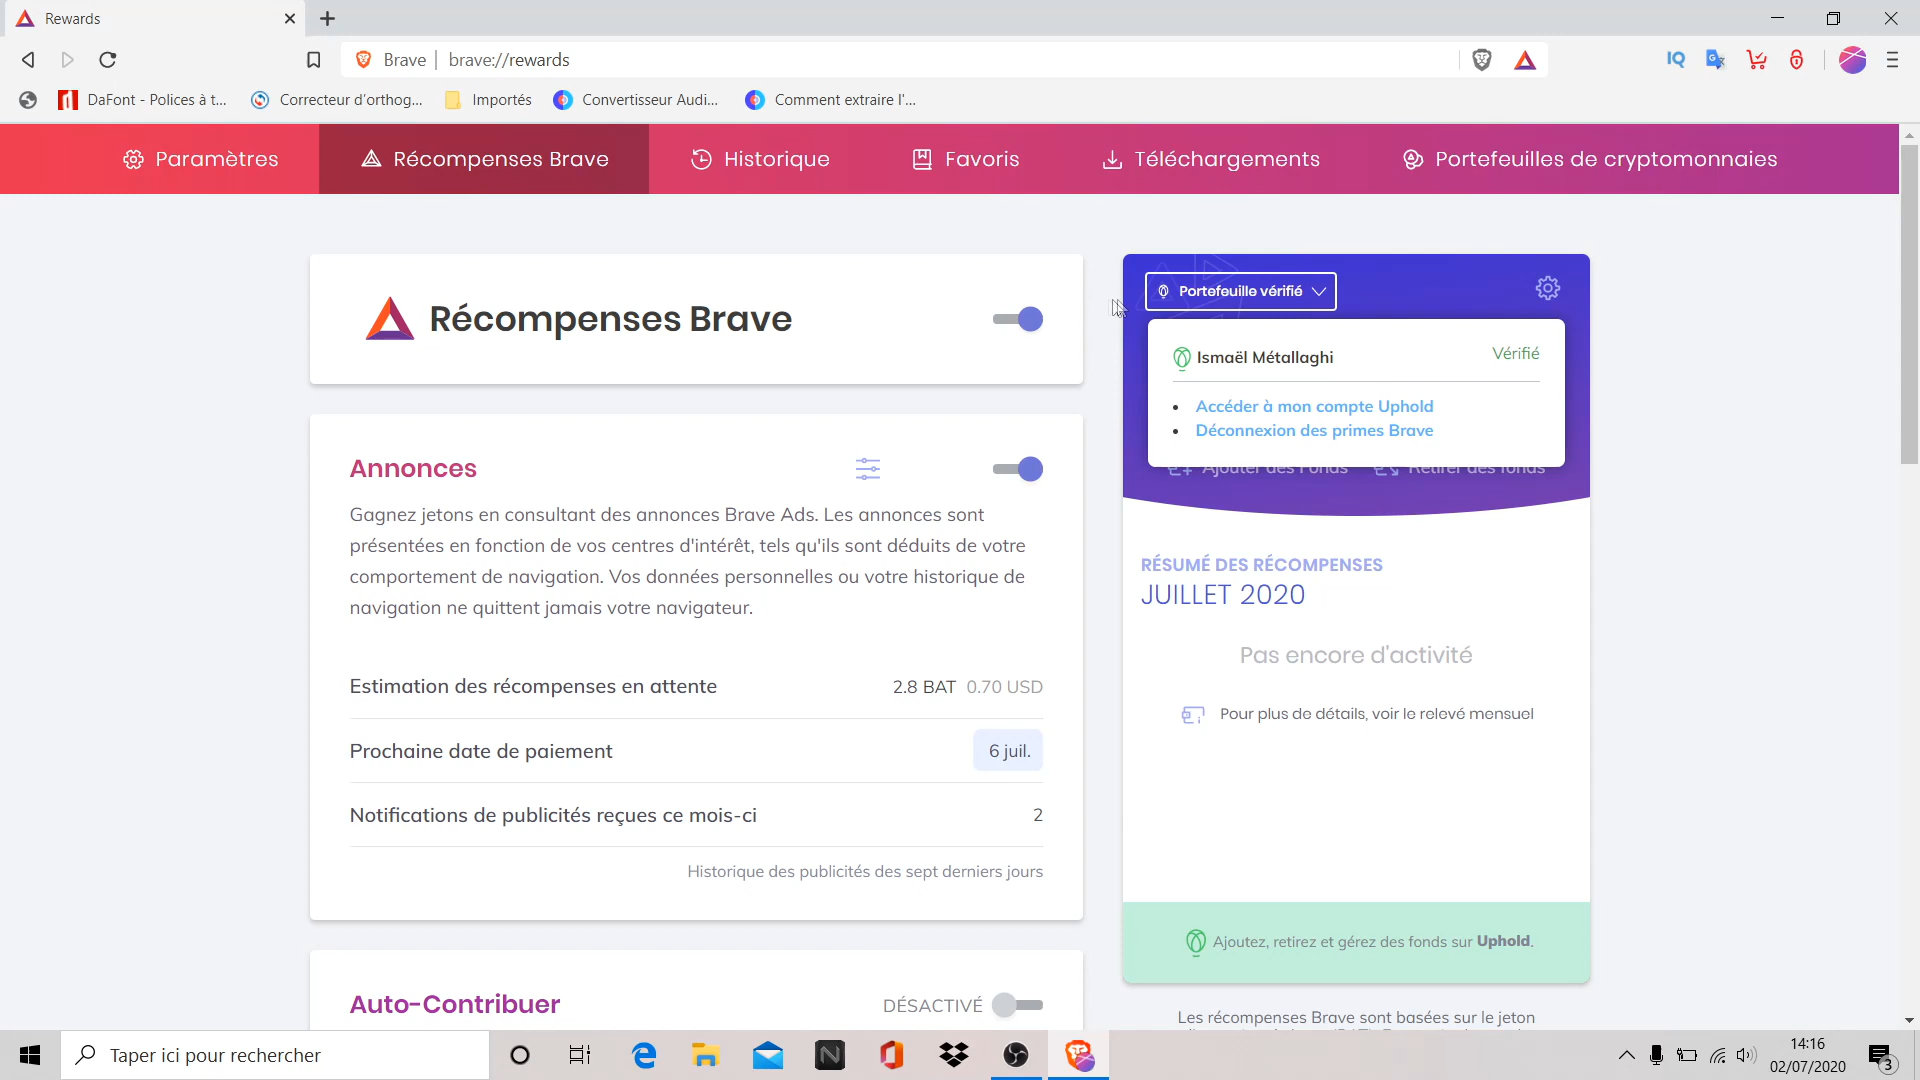 Rewards
Brave
brave://rewards
DaFont - Polices à t...
Correcteur d'orthog...
Importés
Convertisseur Audi...
Comment extraire l'...
Paramètres
Récompenses Brave
Historique
Favoris
Téléchargements
Portefeuilles de cryptomonnaies
Récompenses Brave
Annonces
Gagnez jetons en consultant des annonces Brave Ads. Les annonces sont
présentées en fonction de vos centres d'intérêt, tels qu'ils sont déduits de votre
comportement de navigation. Vos données personnelles ou votre historique de
navigation ne quittent jamais votre navigateur.
Estimation des récompenses en attente
2.8 BAT 0.70 USD
Prochaine date de paiement
6 juil.
Notifications de publicités reçues ce mois-ci
2
Historique des publicités des sept derniers jours
Auto-Contribuer
DÉSACTIVÉ
Portefeuille vérifié
Ismaël Métallaghi
Vérifié
Accéder à mon compte Uphold
Déconnexion des primes Brave
Ajouter des Fonds
Retirer des fonds
RÉSUMÉ DES RÉCOMPENSES
JUILLET 2020
Pas encore d'activité
Pour plus de détails, voir le relevé mensuel
Ajoutez, retirez et gérez des fonds sur Uphold.
Les récompenses Brave sont basées sur le jeton
Taper ici pour rechercher
14:16
02/07/2020
3